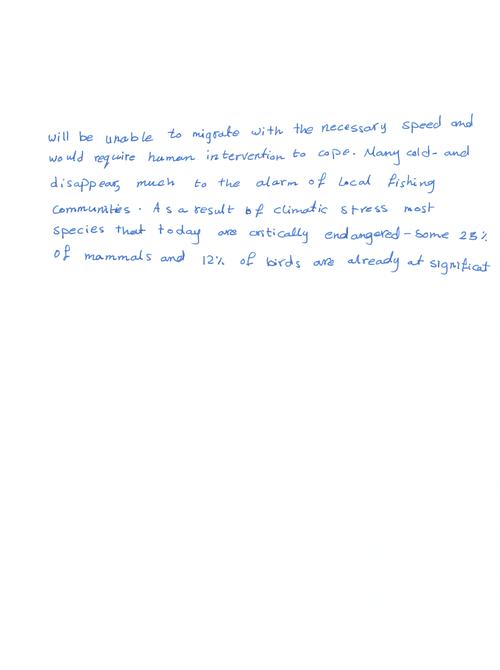 will be unable to migrate with the necessary speed and
would require human intervention to cope. Many cold- and
disappear, much to the alarm of local fishing
communities. As a result of climatic stress most
species that today are critically endangered - some 25%
of mammals and 12% of birds are already at significat